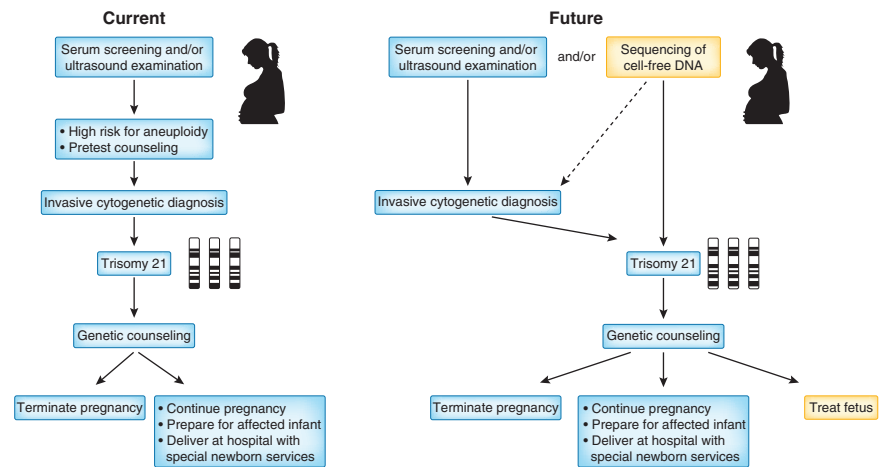 Current
Serum screening and/or
ultrasound examination
• High risk for aneuploidy
• Pretest counseling
Invasive cytogenetic diagnosis
Trisomy 21
Genetic counseling
Terminate pregnancy
• Continue pregnancy
• Prepare for affected infant
• Deliver at hospital with
special newborn services
Future
Serum screening and/or
ultrasound examination
and/or
Sequencing of
cell-free DNA
Invasive cytogenetic diagnosis
Trisomy 21
Genetic counseling
Terminate pregnancy
• Continue pregnancy
• Prepare for affected infant
• Deliver at hospital with
special newborn services
Treat fetus